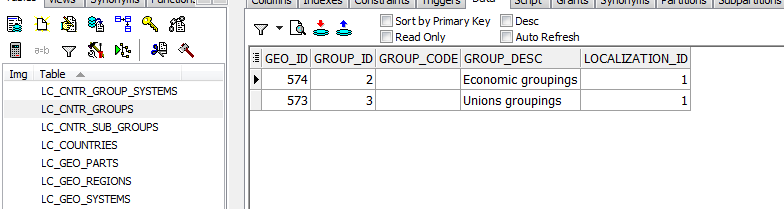 Tables Views Synonyms Functions
Columns Indexes Constraints Triggers Data Script Grants Synonyms Partitions Subpartitions
Sort by Primary Key Desc
Read Only Auto Refresh
a=b
Img Table
LC_CNTR_GROUP_SYSTEMS
LC_CNTR_GROUPS
LC_CNTR_SUB_GROUPS
LC_COUNTRIES
LC_GEO_PARTS
LC_GEO_REGIONS
LC_GEO_SYSTEMS
GEO_ID GROUP_ID GROUP_CODE GROUP_DESC LOCALIZATION_ID
574 2 Economic groupings 1
573 3 Unions groupings 1